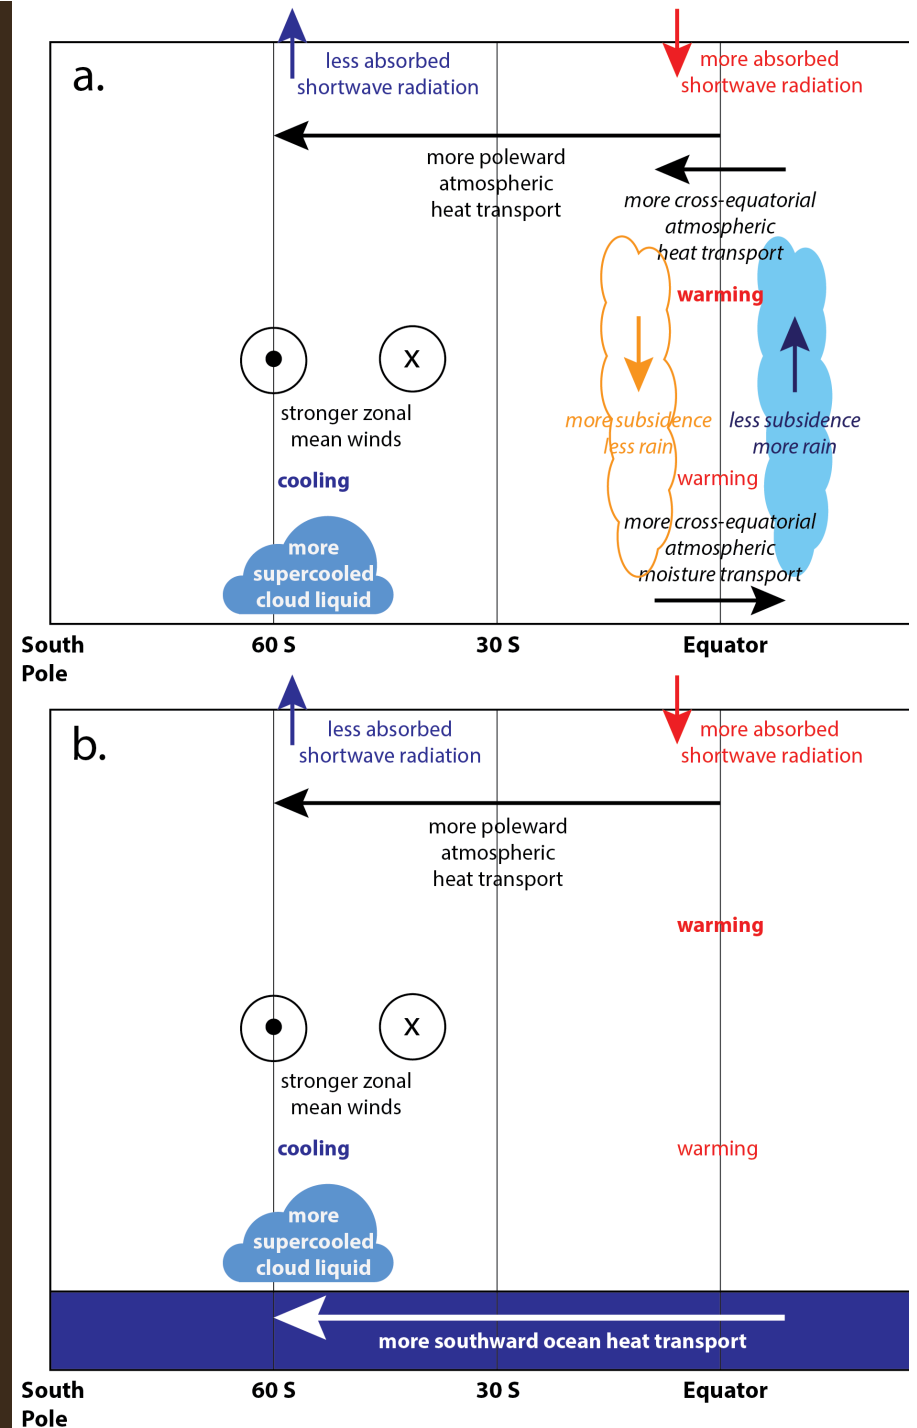 a.
less absorbed
shortwave radiation
more absorbed
shortwave radiation
more poleward
atmospheric
heat transport
more cross-equatorial
atmospheric
heat transport
warming
x
stronger zonal
mean winds
more subsidence
less rain
less subsidence
more rain
cooling
warming
more
supercooled
cloud liquid
more cross-equatorial
atmospheric
moisture transport
South
Pole
60 S
30 S
Equator
b.
less absorbed
shortwave radiation
more absorbed
shortwave radiation
more poleward
atmospheric
heat transport
warming
x
stronger zonal
mean winds
cooling
warming
more
supercooled
cloud liquid
more southward ocean heat transport
South
Pole
60 S
30 S
Equator